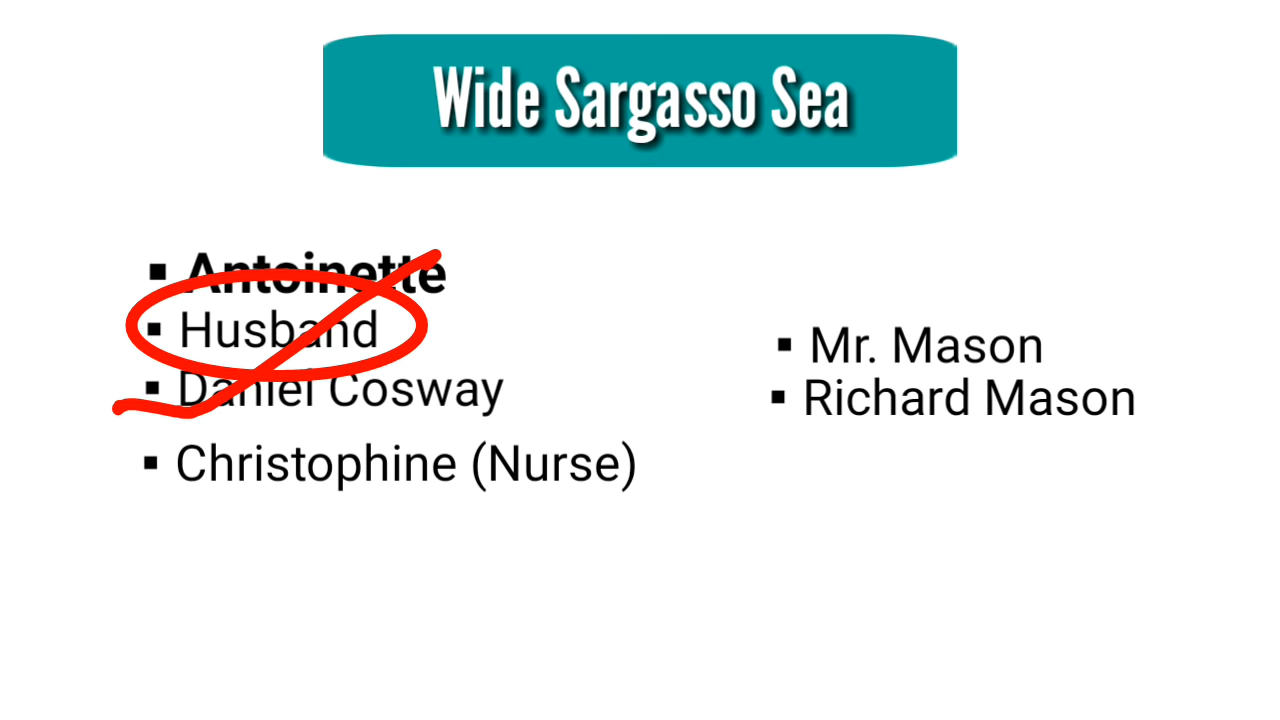 Wide Sargasso Sea
▪ Antoinette
▪ Husband
▪ Daniel Cosway
▪ Christophine (Nurse)
▪ Mr. Mason
▪ Richard Mason